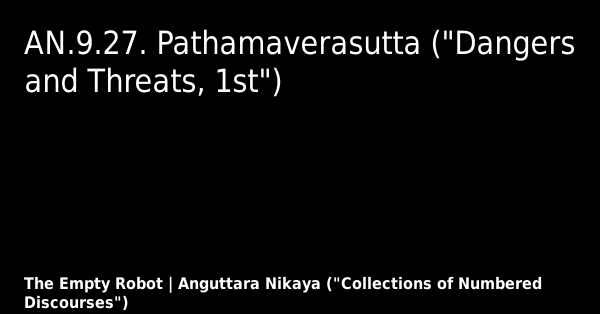 AN.9.27. Pathamaverasutta ("Dangers
and Threats, 1st")
The Empty Robot | Anguttara Nikaya ("Collections of Numbered
Discourses")